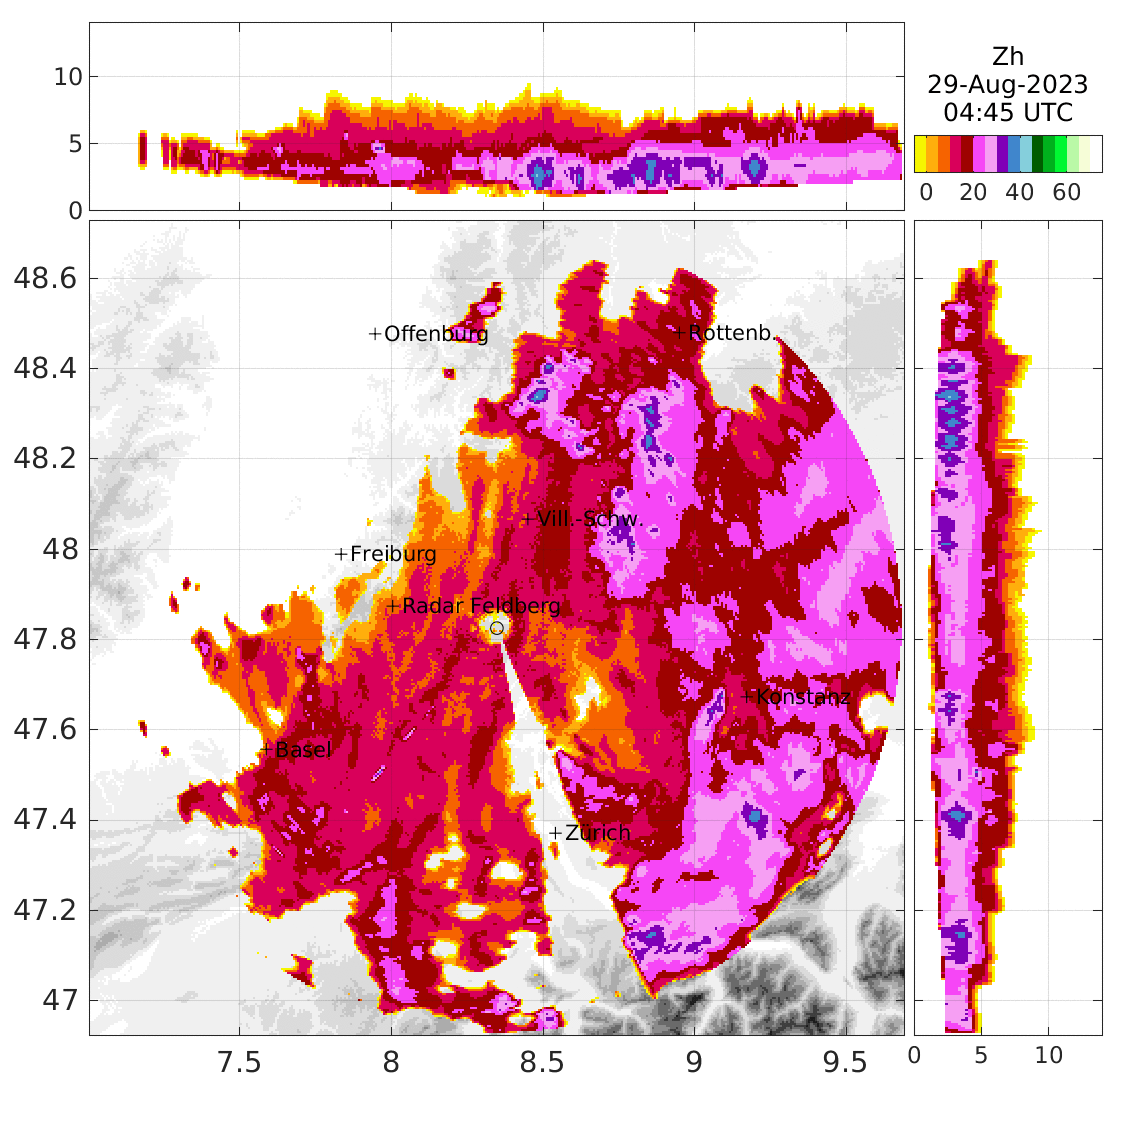 10
5
0
Zh
29-Aug-2023
04:45 UTC
0 20 40 60
48.6
48.4
48.2
48
47.8
47.6
47.4
47.2
47
+Offenburg
+Rottenb.
+Vill.-Schw.
+Freiburg
+Radar Feldberg
+Konstanz
+Basel
+Zürich
7.5 8 8.5 9 9.5
0 5 10